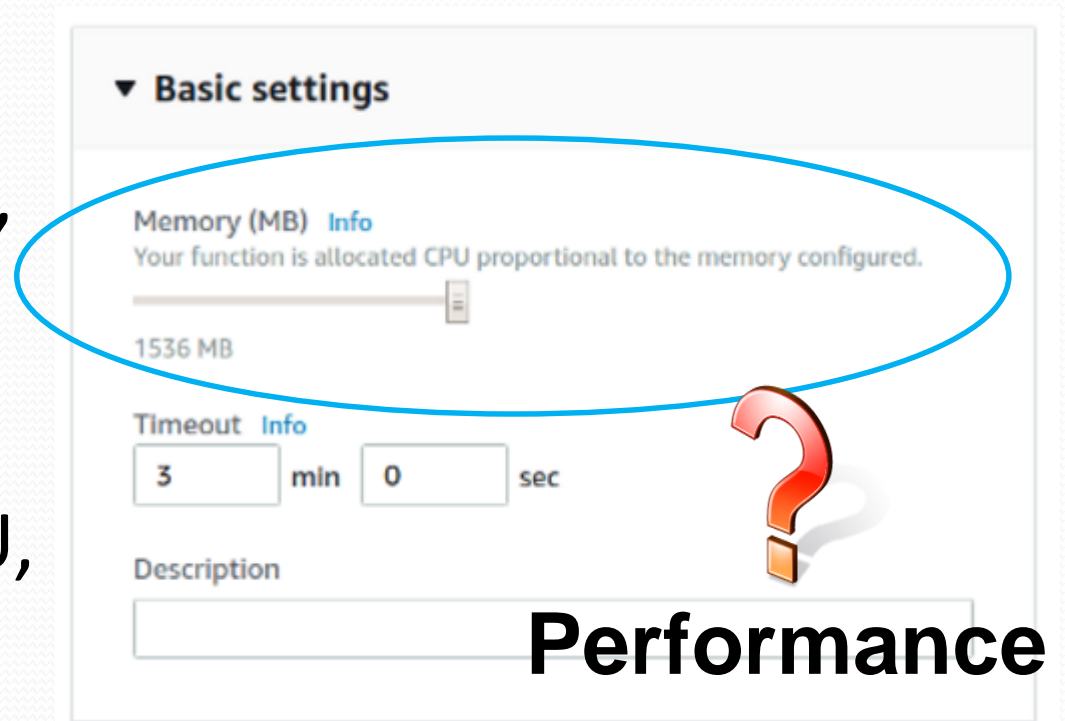 ▼ Basic settings
Memory (MB) Info
Your function is allocated CPU proportional to the memory configured.
1536 MB
Timeout Info
3 min 0 sec
Description
?
Performance